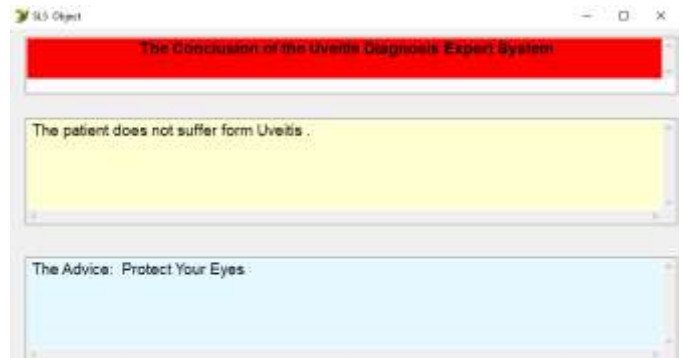 SL5 Object
The Conclusion of the Uveitis Diagnosis Expert System
The patient does not suffer form Uveitis .
The Advice: Protect Your Eyes